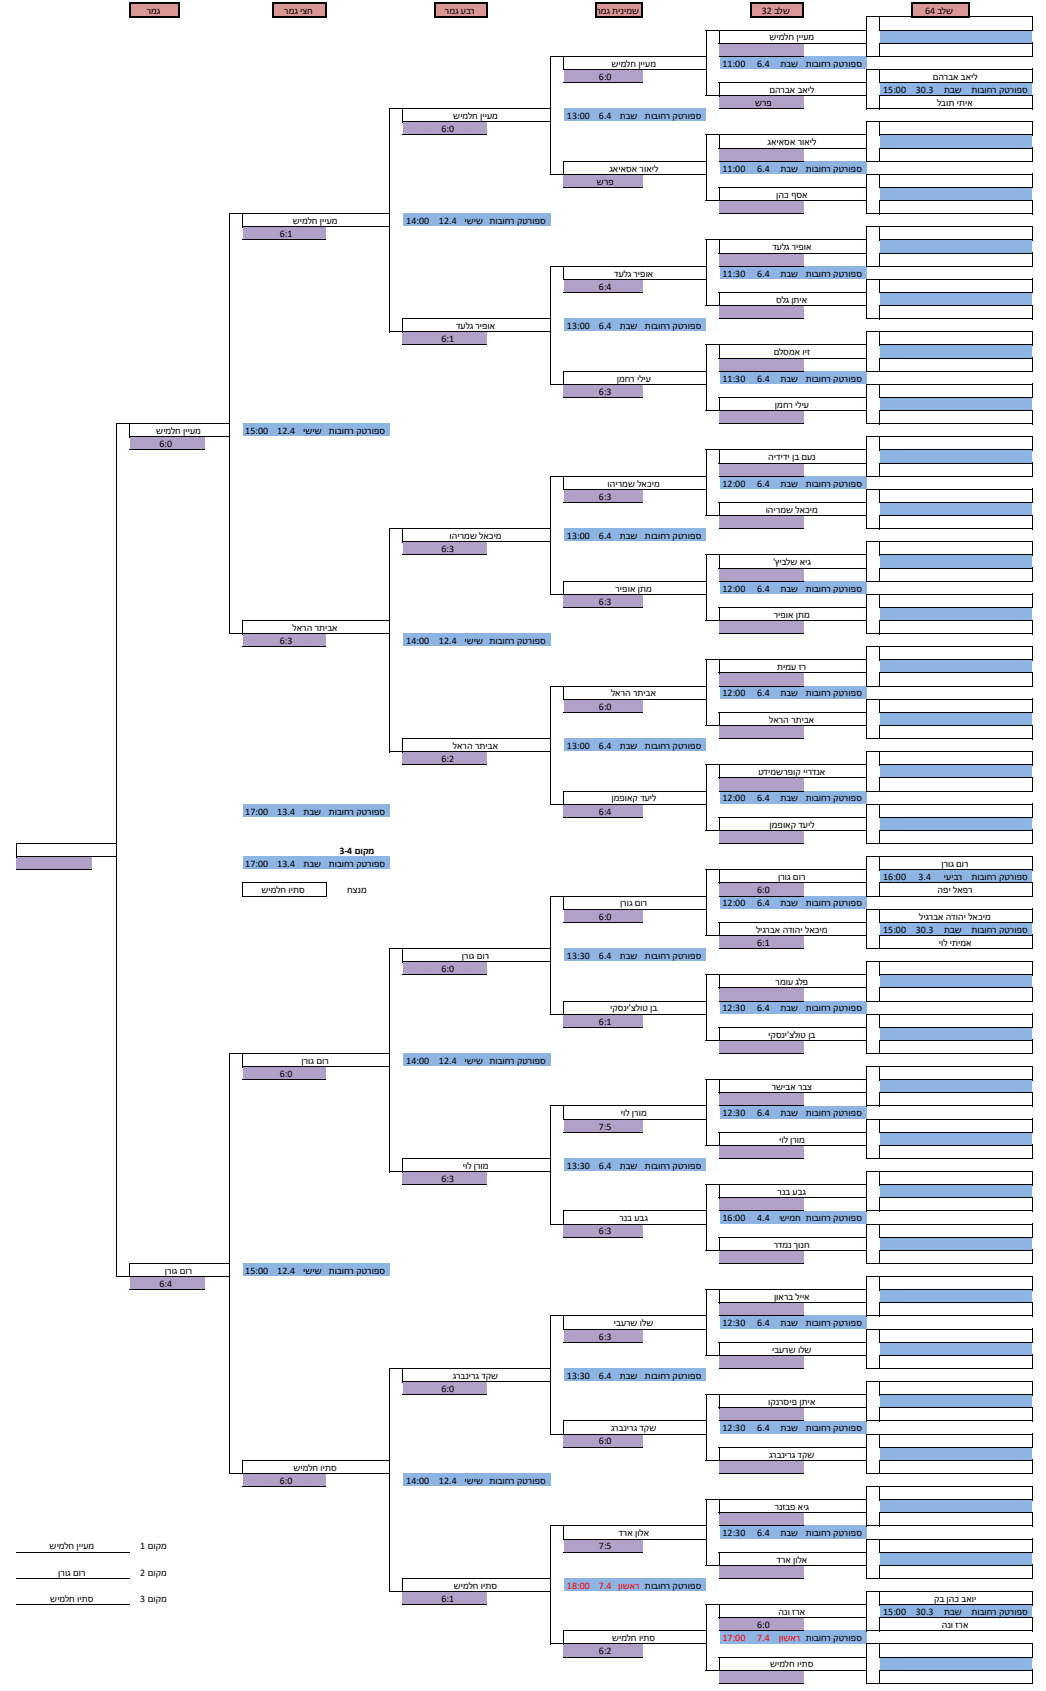 שלב 64
שלב 32
שמינית גמר
רבע גמר
חצי גמר
גמר
מעיין חלמיש
מעיין חלמיש
ספורטק רחובות שבת 6.4 11:00
6:0
ליאב אברהם
ליאב אברהם
ספורטק רחובות שבת 30.3 15:00
פרש
איתי תובל
מעיין חלמיש
ספורטק רחובות שבת 6.4 13:00
6:0
ליאור אסאיאג
ליאור אסאיאג
ספורטק רחובות שבת 6.4 11:00
פרש
אסף כהן
מעיין חלמיש
ספורטק רחובות שישי 12.4 14:00
6:1
אופיר גלעד
אופיר גלעד
ספורטק רחובות שבת 6.4 11:30
6:4
איתן גלס
אופיר גלעד
ספורטק רחובות שבת 6.4 13:00
6:1
זיו אמסלם
עילי רחמן
ספורטק רחובות שבת 6.4 11:30
6:3
עילי רחמן
מעיין חלמיש
ספורטק רחובות שישי 12.4 15:00
6:0
נעם בן ידידיה
מיכאל שמריהו
ספורטק רחובות שבת 6.4 12:00
6:3
מיכאל שמריהו
מיכאל שמריהו
ספורטק רחובות שבת 6.4 13:00
6:3
גיא שלביץ'
מתן אופיר
ספורטק רחובות שבת 6.4 12:00
6:3
מתן אופיר
אביתר הראל
ספורטק רחובות שישי 12.4 14:00
6:3
רז עמית
אביתר הראל
ספורטק רחובות שבת 6.4 12:00
6:0
אביתר הראל
אביתר הראל
ספורטק רחובות שבת 6.4 13:00
6:2
אנדריי קופרשמידט
ליעד קאופמן
ספורטק רחובות שבת 6.4 12:00
6:4
ליעד קאופמן
ספורטק רחובות שבת 13.4 17:00
מקום 3-4
ספורטק רחובות שבת 13.4 17:00
מנצח
סתיו חלמיש
רום גורן
רום גורן
ספורטק רחובות רביעי 3.4 16:00
6:0
רפאל יפה
רום גורן
ספורטק רחובות שבת 6.4 12:00
6:0
מיכאל יהודה אברג'יל
מיכאל יהודה אברגיל
ספורטק רחובות שבת 30.3 15:00
6:1
אמיתי לוי
רום גורן
ספורטק רחובות שבת 6.4 13:30
6:0
פלג עומר
בן טולצ'ינסקי
ספורטק רחובות שבת 6.4 12:30
6:1
בן טולצ'ינסקי
רום גורן
ספורטק רחובות שישי 12.4 14:00
6:0
צבר אבישר
מורן לוי
ספורטק רחובות שבת 6.4 12:30
7:5
מורן לוי
מורן לוי
ספורטק רחובות שבת 6.4 13:30
6:3
גבע בנר
גבע בנר
ספורטק רחובות חמישי 4.4 16:00
6:3
חנוך נמדר
רום גורן
ספורטק רחובות שישי 12.4 15:00
6:4
אייל בראון
שלו שרעבי
ספורטק רחובות שבת 6.4 12:30
6:3
שלו שרעבי
שקד גרינברג
ספורטק רחובות שבת 6.4 13:30
6:0
איתן פיסרנקו
שקד גרינברג
ספורטק רחובות שבת 6.4 12:30
6:0
שקד גרינברג
סתיו חלמיש
ספורטק רחובות שישי 12.4 14:00
6:0
גיא פבזנר
אלון ארד
ספורטק רחובות שבת 6.4 12:30
7:5
אלון ארד
סתיו חלמיש
ספורטק רחובות ראשון 7.4 18:00
6:1
יואב כהן בק
ארז ונה
ספורטק רחובות שבת 30.3 15:00
6:0
ארז ונה
סתיו חלמיש
ספורטק רחובות ראשון 7.4 17:00
6:2
סתיו חלמיש
מקום 1 מעיין חלמיש
מקום 2 רום גורן
מקום 3 סתיו חלמיש